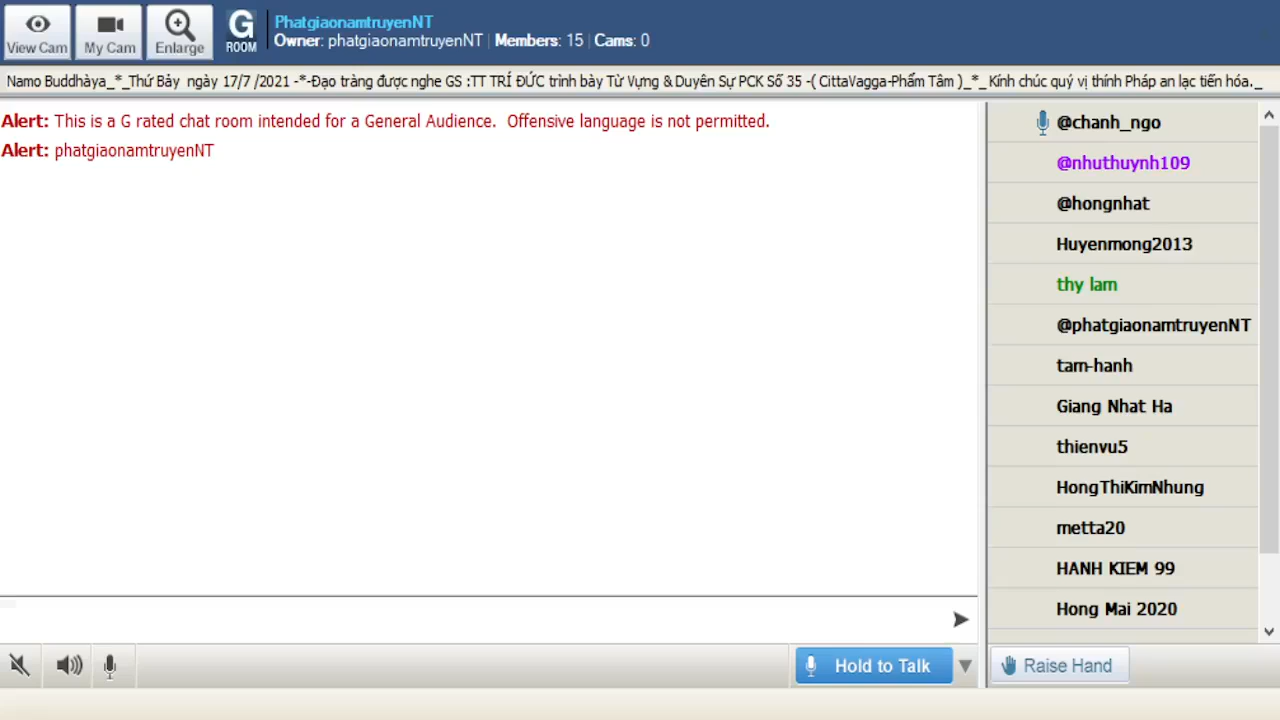 View Cam
My Cam
Enlarge
G
ROOM
PhatgiaonamtruyenNT
Owner: phatgiaonamtruyenNT | Members: 15 | Cams: 0
Namo Buddhàya_*_Thứ Bảy ngày 17/7 /2021 -*-Đạo tràng được nghe GS :TT TRÍ ĐỨC trình bày Từ Vựng & Duyên Sự PCK Số 35 -( CittaVagga-Phẩm Tâm )_*_ Kính chúc quý vị thính Pháp an lạc tiến hóa._
Alert: This is a G rated chat room intended for a General Audience. Offensive language is not permitted.
Alert: phatgiaonamtruyenNT
@chanh_ngo
@nhuthuynh109
@hongnhat
Huyenmong2013
thy lam
@phatgiaonamtruyenNT
tam-hanh
Giang Nhat Ha
thienvu5
HongThiKimNhung
metta20
HANH KIEM 99
Hong Mai 2020
Hold to Talk
Raise Hand